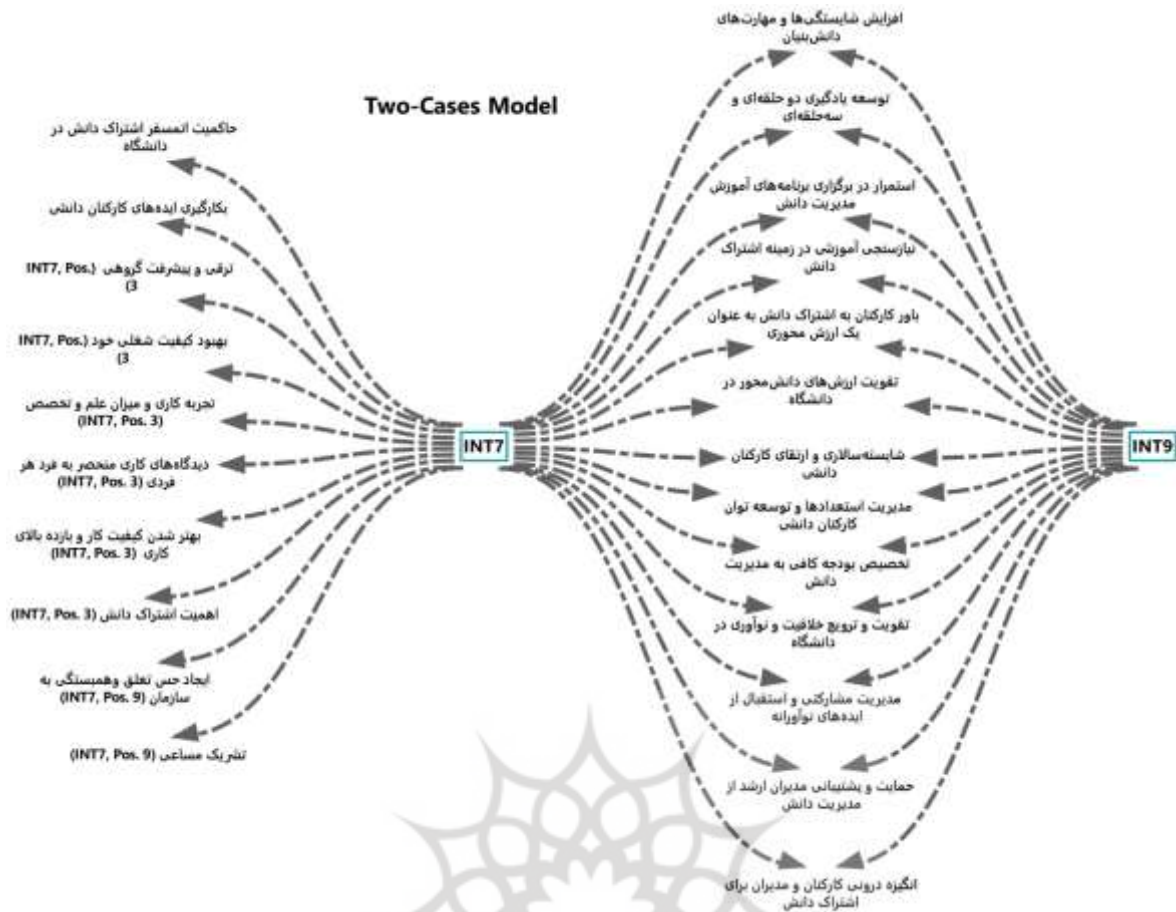 Two-Cases Model
حاکمیت اتمسفر اشتراک دانش در
دانشگاه
بکارگیری ایده‌های کارکنان دانشی
ترقی و پیشرفت گروهی (INT7, Pos.
3)
بهبود کیفیت شغلی خود (INT7, Pos.
3)
تجربه کاری و میزان علم و تخصص
(INT7, Pos. 3)
دیدگاه‌های کاری منحصر به فرد هر
فردی (INT7, Pos. 3)
بهتر شدن کیفیت کار و بازده بالای
کاری (INT7, Pos. 3)
اهمیت اشتراک دانش (INT7, Pos. 3)
ایجاد حس تعلق وهمبستگی به
سازمان (INT7, Pos. 9)
تشریک مساعی (INT7, Pos. 9)
INT7
افزایش شایستگی‌ها و مهارت‌های
دانش‌بنیان
توسعه یادگیری دو حلقه‌ای و
سه‌حلقه‌ای
استمرار در برگزاری برنامه‌های آموزش
مدیریت دانش
نیازسنجی آموزشی در زمینه اشتراک
دانش
باور کارکنان به اشتراک دانش به عنوان
یک ارزش محوری
تقویت ارزش‌های دانش‌محور در
دانشگاه
شایسته‌سالاری و ارتقای کارکنان
دانشی
مدیریت استعدادها و توسعه توان
کارکنان دانشی
تخصیص بودجه کافی به مدیریت
دانش
تقویت و ترویج خلاقیت و نوآوری در
دانشگاه
مدیریت مشارکتی و استقبال از
ایده‌های نوآورانه
حمایت و پشتیبانی مدیران ارشد از
مدیریت دانش
انگیزه درونی کارکنان و مدیران برای
اشتراک دانش
INT9